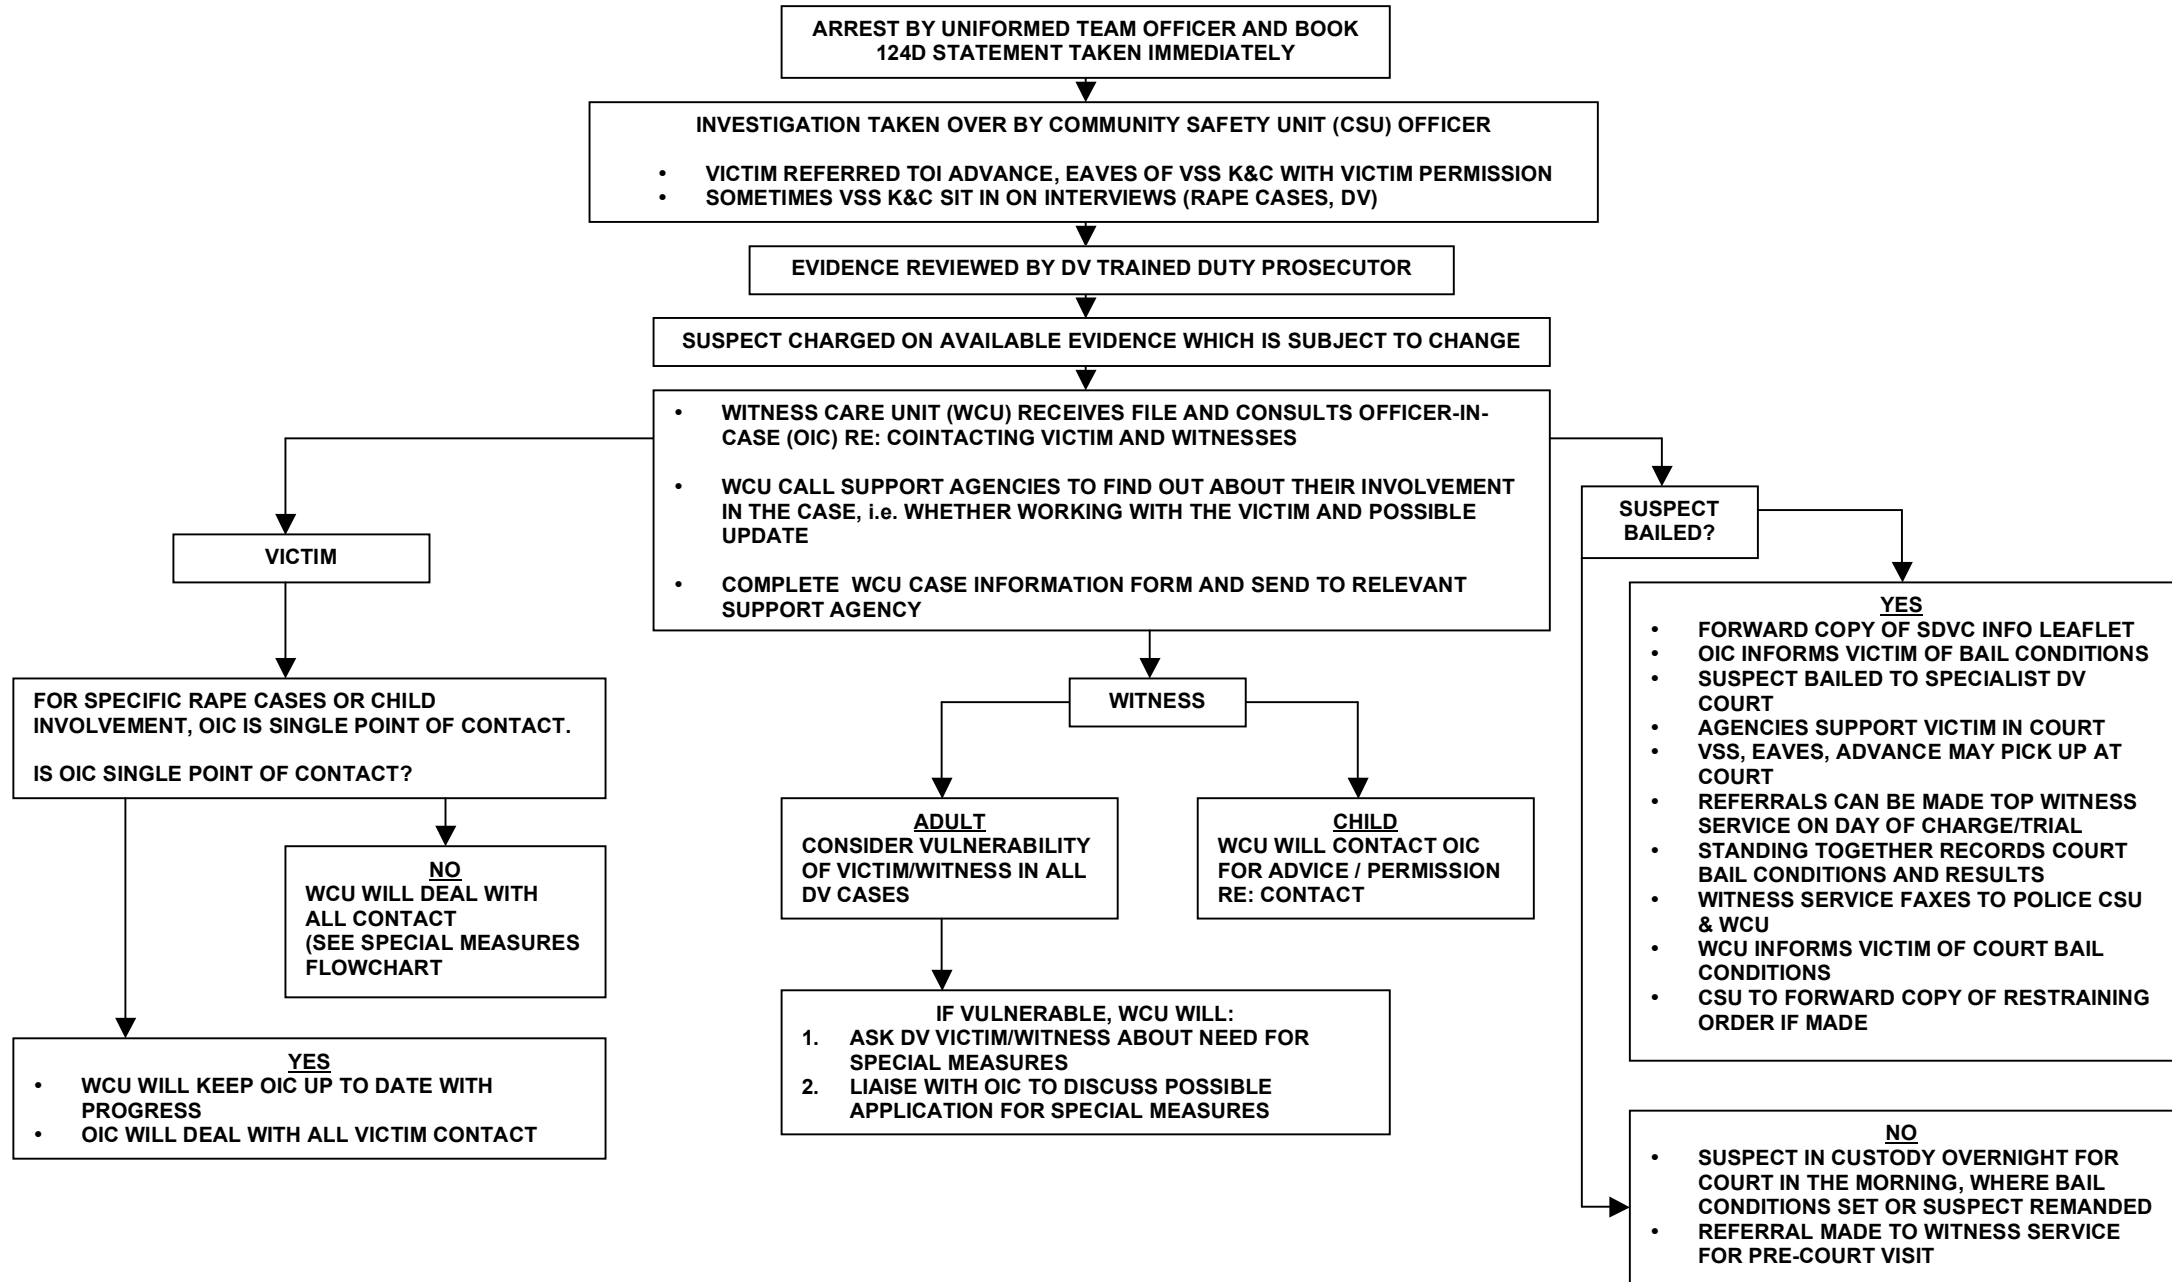 ARREST BY UNIFORMED TEAM OFFICER AND BOOK
124D STATEMENT TAKEN IMMEDIATELY
INVESTIGATION TAKEN OVER BY COMMUNITY SAFETY UNIT (CSU) OFFICER
• VICTIM REFERRED TOI ADVANCE, EAVES OF VSS K&C WITH VICTIM PERMISSION
• SOMETIMES VSS K&C SIT IN ON INTERVIEWS (RAPE CASES, DV)
EVIDENCE REVIEWED BY DV TRAINED DUTY PROSECUTOR
SUSPECT CHARGED ON AVAILABLE EVIDENCE WHICH IS SUBJECT TO CHANGE
• WITNESS CARE UNIT (WCU) RECEIVES FILE AND CONSULTS OFFICER-IN-
CASE (OIC) RE: COINTACTING VICTIM AND WITNESSES
• WCU CALL SUPPORT AGENCIES TO FIND OUT ABOUT THEIR INVOLVEMENT
IN THE CASE, i.e. WHETHER WORKING WITH THE VICTIM AND POSSIBLE
UPDATE
• COMPLETE WCU CASE INFORMATION FORM AND SEND TO RELEVANT
SUPPORT AGENCY
VICTIM
FOR SPECIFIC RAPE CASES OR CHILD
INVOLVEMENT, OIC IS SINGLE POINT OF CONTACT.
IS OIC SINGLE POINT OF CONTACT?
NO
WCU WILL DEAL WITH
ALL CONTACT
(SEE SPECIAL MEASURES
FLOWCHART
YES
• WCU WILL KEEP OIC UP TO DATE WITH
PROGRESS
• OIC WILL DEAL WITH ALL VICTIM CONTACT
WITNESS
ADULT
CONSIDER VULNERABILITY
OF VICTIM/WITNESS IN ALL
DV CASES
CHILD
WCU WILL CONTACT OIC
FOR ADVICE / PERMISSION
RE: CONTACT
IF VULNERABLE, WCU WILL:
1. ASK DV VICTIM/WITNESS ABOUT NEED FOR
SPECIAL MEASURES
2. LIAISE WITH OIC TO DISCUSS POSSIBLE
APPLICATION FOR SPECIAL MEASURES
SUSPECT
BAILED?
YES
• FORWARD COPY OF SDVC INFO LEAFLET
• OIC INFORMS VICTIM OF BAIL CONDITIONS
• SUSPECT BAILED TO SPECIALIST DV
COURT
• AGENCIES SUPPORT VICTIM IN COURT
• VSS, EAVES, ADVANCE MAY PICK UP AT
COURT
• REFERRALS CAN BE MADE TOP WITNESS
SERVICE ON DAY OF CHARGE/TRIAL
• STANDING TOGETHER RECORDS COURT
BAIL CONDITIONS AND RESULTS
• WITNESS SERVICE FAXES TO POLICE CSU
& WCU
• WCU INFORMS VICTIM OF COURT BAIL
CONDITIONS
• CSU TO FORWARD COPY OF RESTRAINING
ORDER IF MADE
NO
• SUSPECT IN CUSTODY OVERNIGHT FOR
COURT IN THE MORNING, WHERE BAIL
CONDITIONS SET OR SUSPECT REMANDED
• REFERRAL MADE TO WITNESS SERVICE
FOR PRE-COURT VISIT